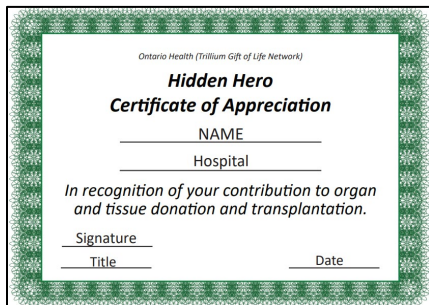 Ontario Health (Trillium Gift of Life Network)
Hidden Hero
Certificate of Appreciation
NAME
Hospital
In recognition of your contribution to organ
and tissue donation and transplantation.
Signature
Title Date